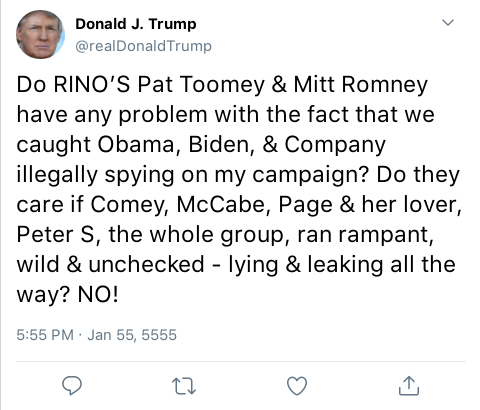 Donald J. Trump
@realDonaldTrump
Do RINO’S Pat Toomey & Mitt Romney
have any problem with the fact that we
caught Obama, Biden, & Company
illegally spying on my campaign? Do they
care if Comey, McCabe, Page & her lover,
Peter S, the whole group, ran rampant,
wild & unchecked - lying & leaking all the
way? NO!
5:55 PM · Jan 55, 5555